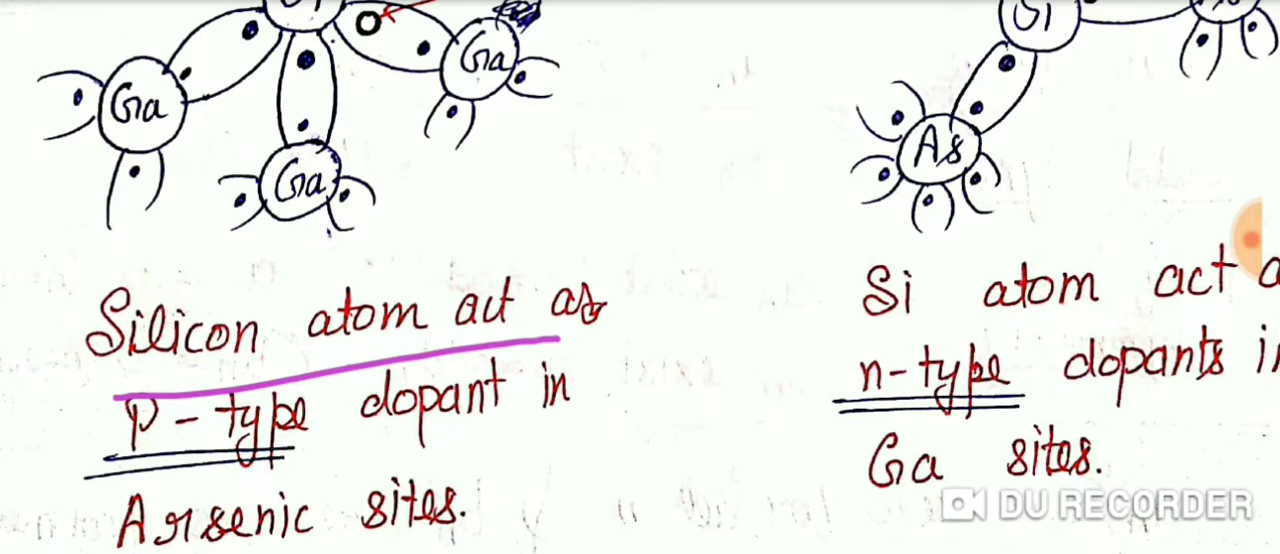 Ga
Ga
Ga
As
Silicon atom act as
P - type dopant in
Arsenic sites.
Si atom act a
n-type dopants in
Ga sites.
DU RECORDER